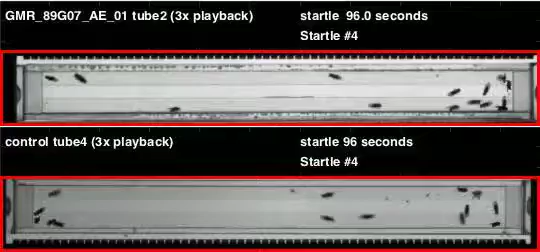 GMR_89G07_AE_01 tube2 (3x playback) startle 96.0 seconds
Startle #4
control tube4 (3x playback) startle 96 seconds
Startle #4